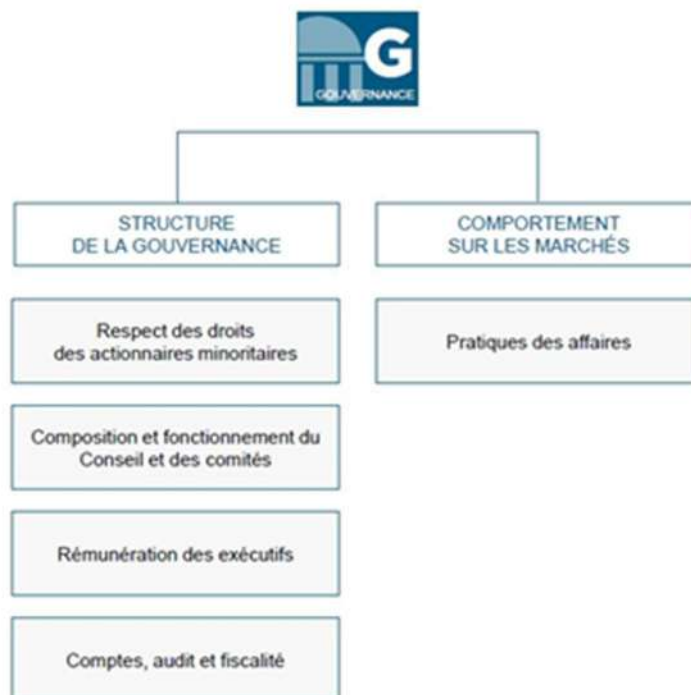 G
GOUVERNANCE
STRUCTURE
DE LA GOUVERNANCE
COMPORTEMENT
SUR LES MARCHÉS
Respect des droits
des actionnaires minoritaires
Pratiques des affaires
Composition et fonctionnement du
Conseil et des comités
Rémunération des exécutifs
Comptes, audit et fiscalité